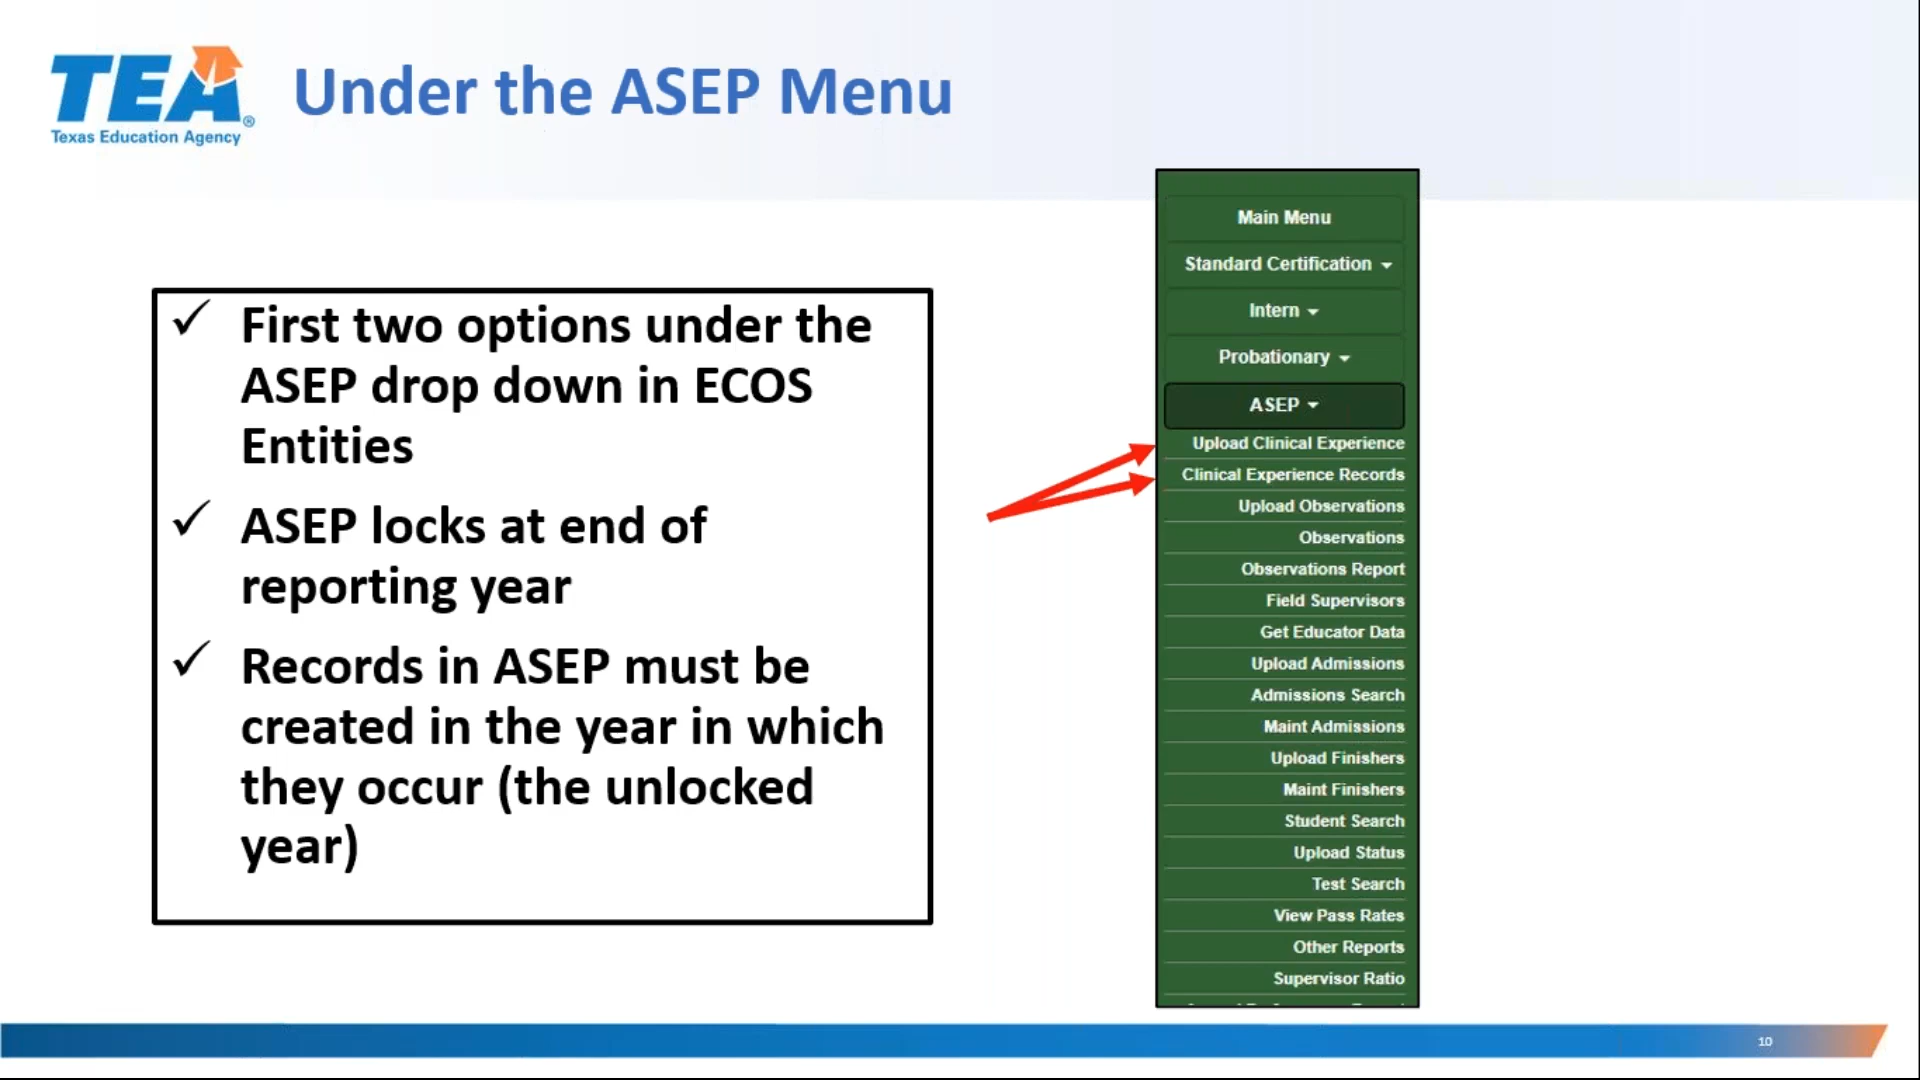 TEA®
Texas Education Agency
Under the ASEP Menu
✓ First two options under the
ASEP drop down in ECOS
Entities
✓ ASEP locks at end of
reporting year
✓ Records in ASEP must be
created in the year in which
they occur (the unlocked
year)
Main Menu
Standard Certification
Intern
Probationary
ASEP
Upload Clinical Experience
Clinical Experience Records
Upload Observations
Observations
Observations Report
Field Supervisors
Get Educator Data
Upload Admissions
Admissions Search
Maint Admissions
Upload Finishers
Maint Finishers
Student Search
Upload Status
Test Search
View Pass Rates
Other Reports
Supervisor Ratio
10